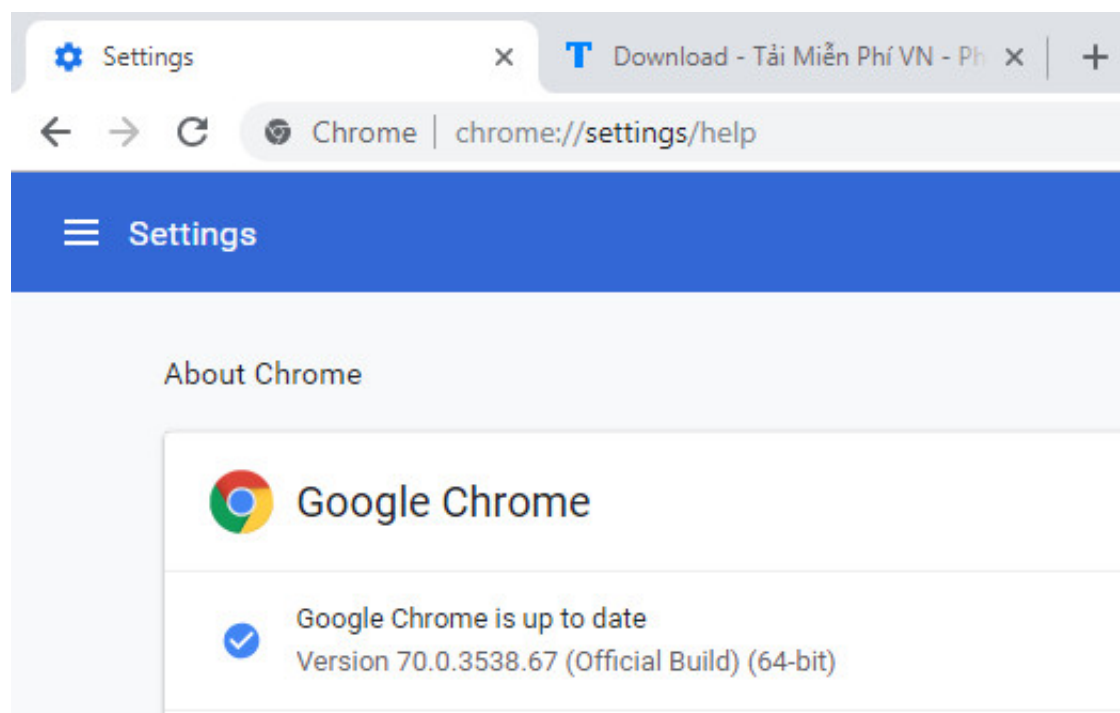 Settings
Download - Tải Miễn Phí VN - Ph
Chrome | chrome://settings/help
Settings
About Chrome
Google Chrome
Google Chrome is up to date
Version 70.0.3538.67 (Official Build) (64-bit)